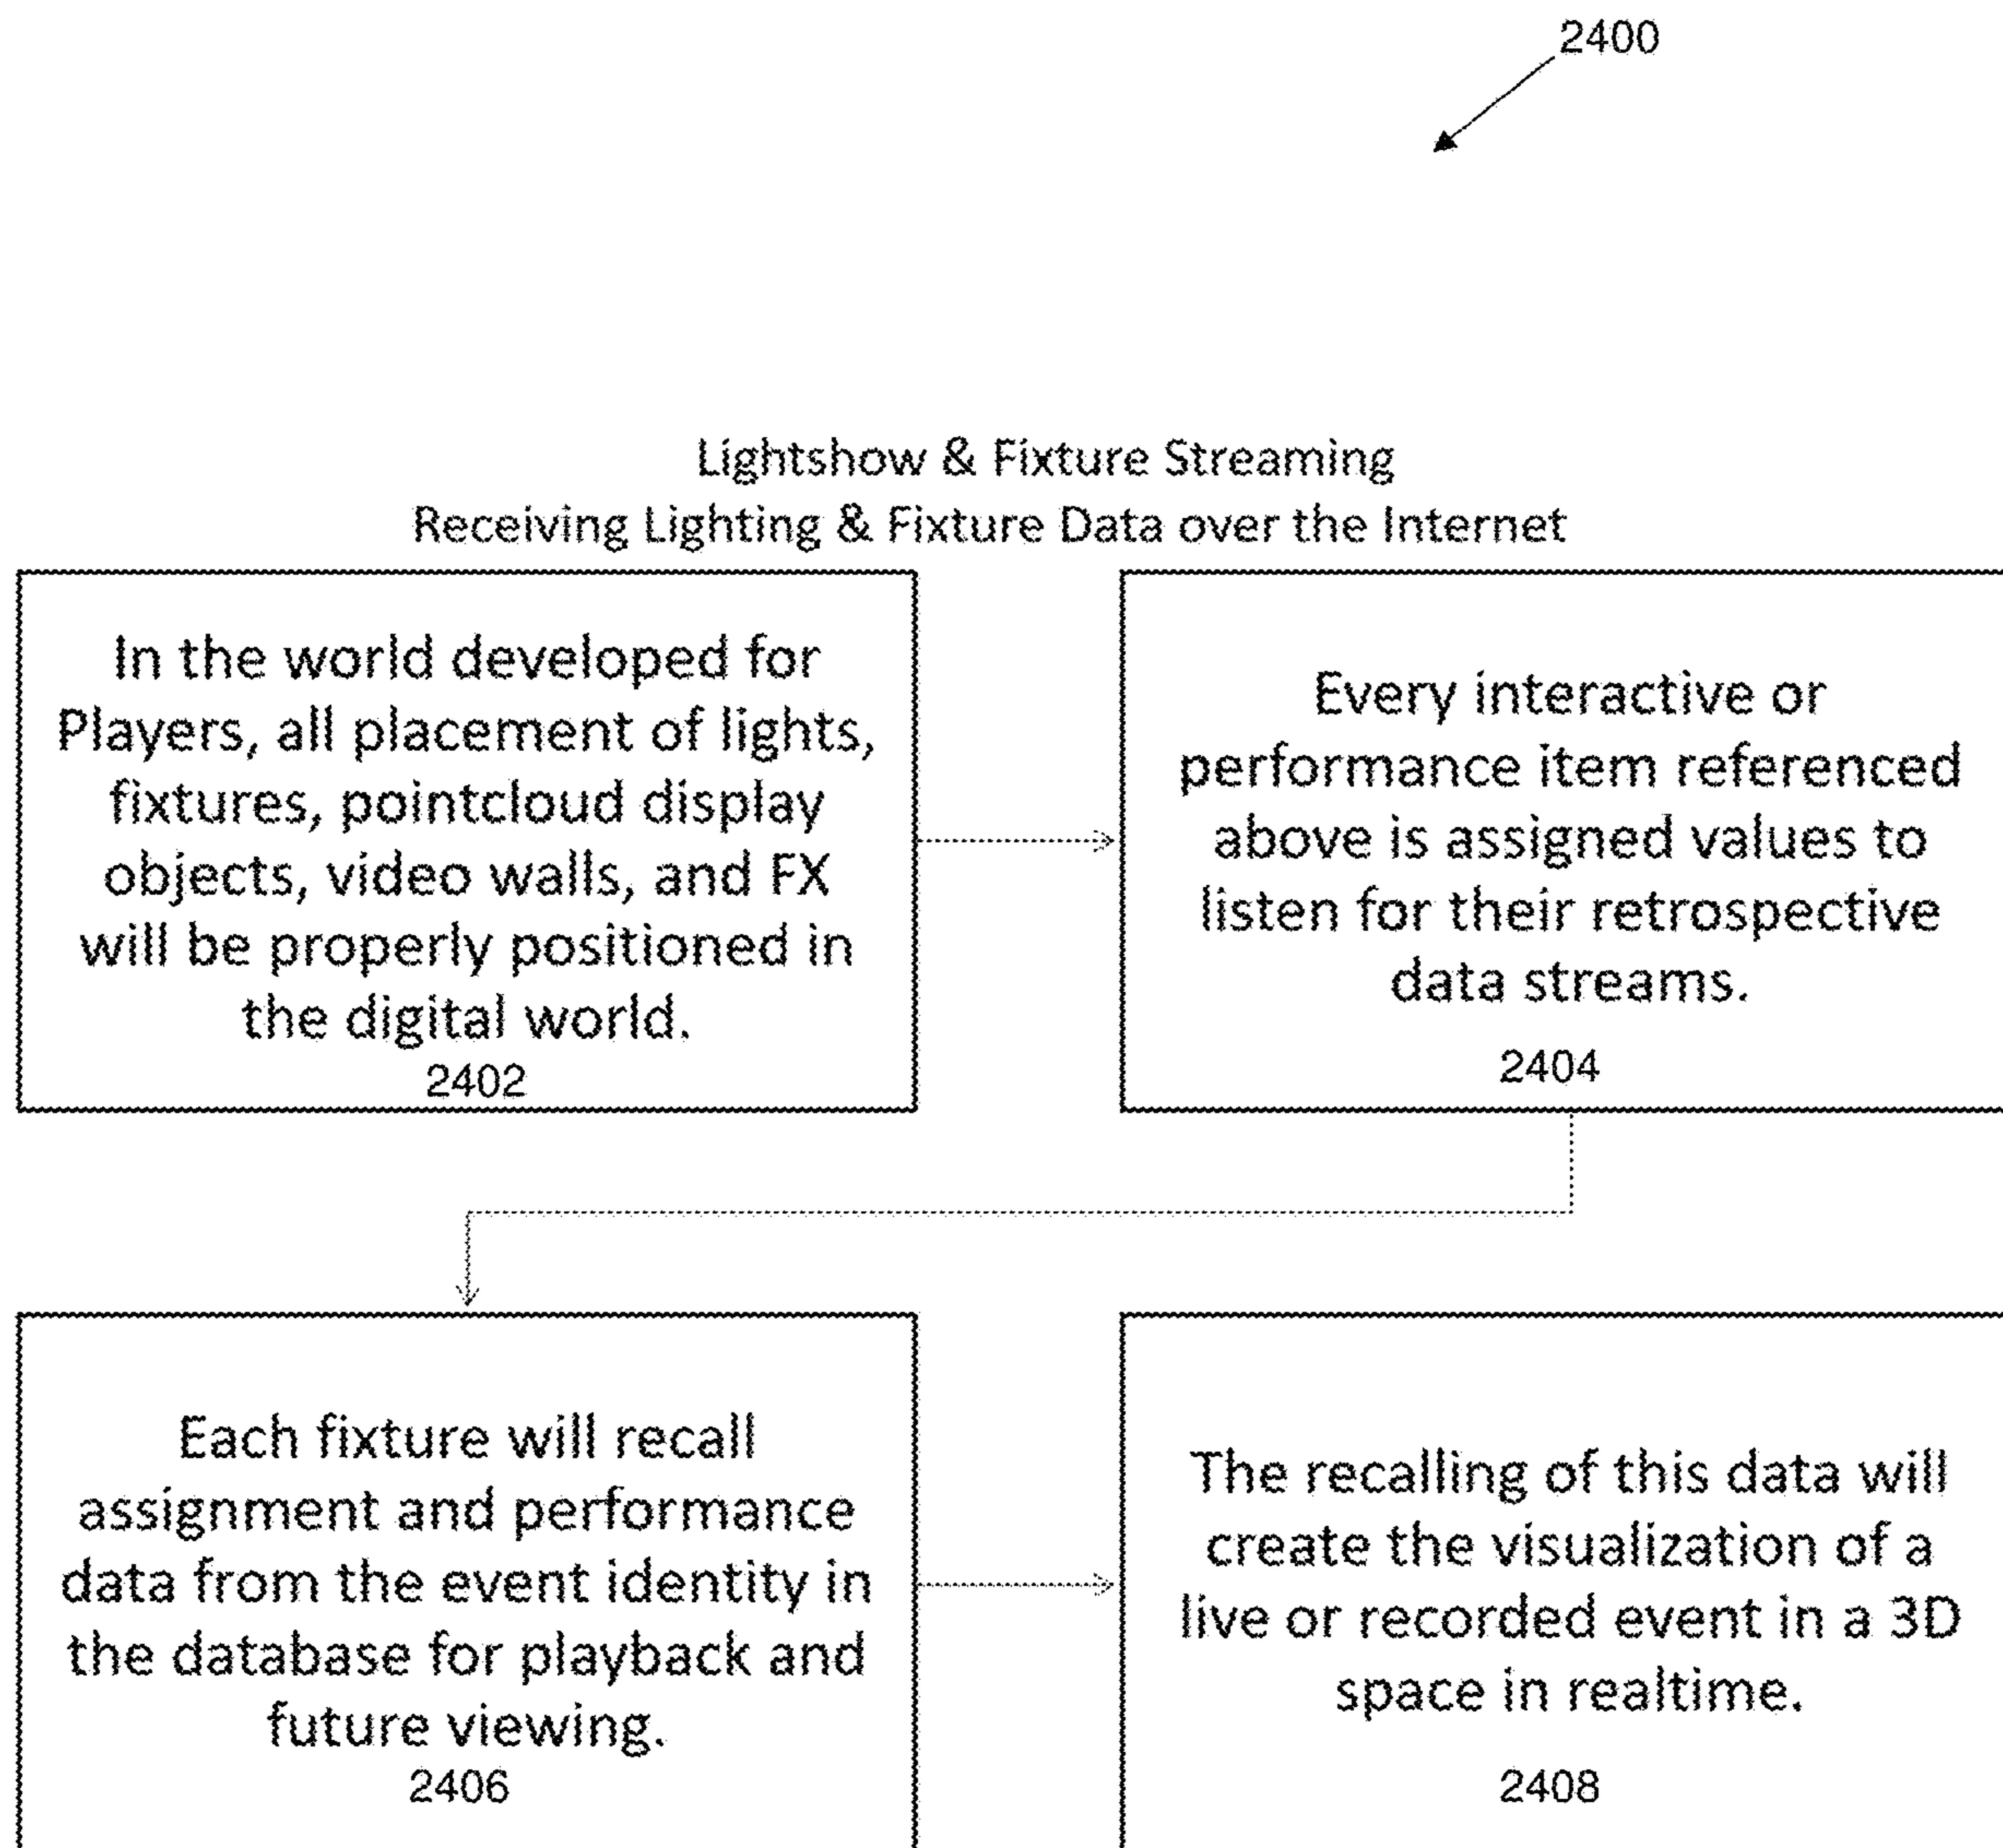 2400
Lightshow & Fixture Streaming
Receiving Lighting & Fixture Data over the Internet
In the world developed for
Players, all placement of lights,
fixtures, pointcloud display
objects, video walls, and FX
will be properly positioned in
the digital world.
2402
Every interactive or
performance item referenced
above is assigned values to
listen for their retrospective
data streams.
2404
Each fixture will recall
assignment and performance
data from the event identity in
the database for playback and
future viewing.
2406
The recalling of this data will
create the visualization of a
live or recorded event in a 3D
space in realtime.
2408